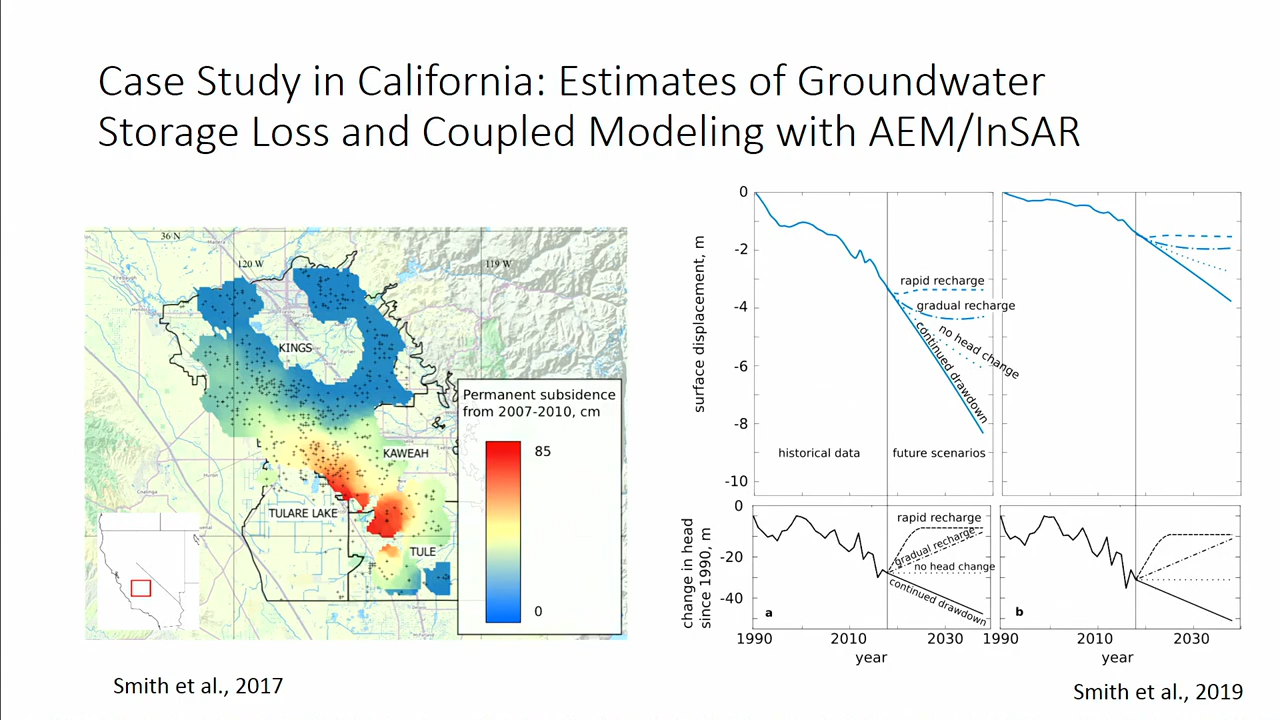 Case Study in California: Estimates of Groundwater
Storage Loss and Coupled Modeling with AEM/InSAR
36 N
120 W
119 W
KINGS
KAWEAH
TULARE LAKE
TULE
Permanent subsidence
from 2007-2010, cm
85
0
Smith et al., 2017
surface displacement, m
0
-2
-4
-6
-8
-10
rapid recharge
gradual recharge
no head change
continued drawdown
historical data
future scenarios
change in head
since 1990, m
0
-20
-40
rapid recharge
gradual recharge
no head change
continued drawdown
a
b
1990
2010
2030
1990
2010
2030
year
year
Smith et al., 2019